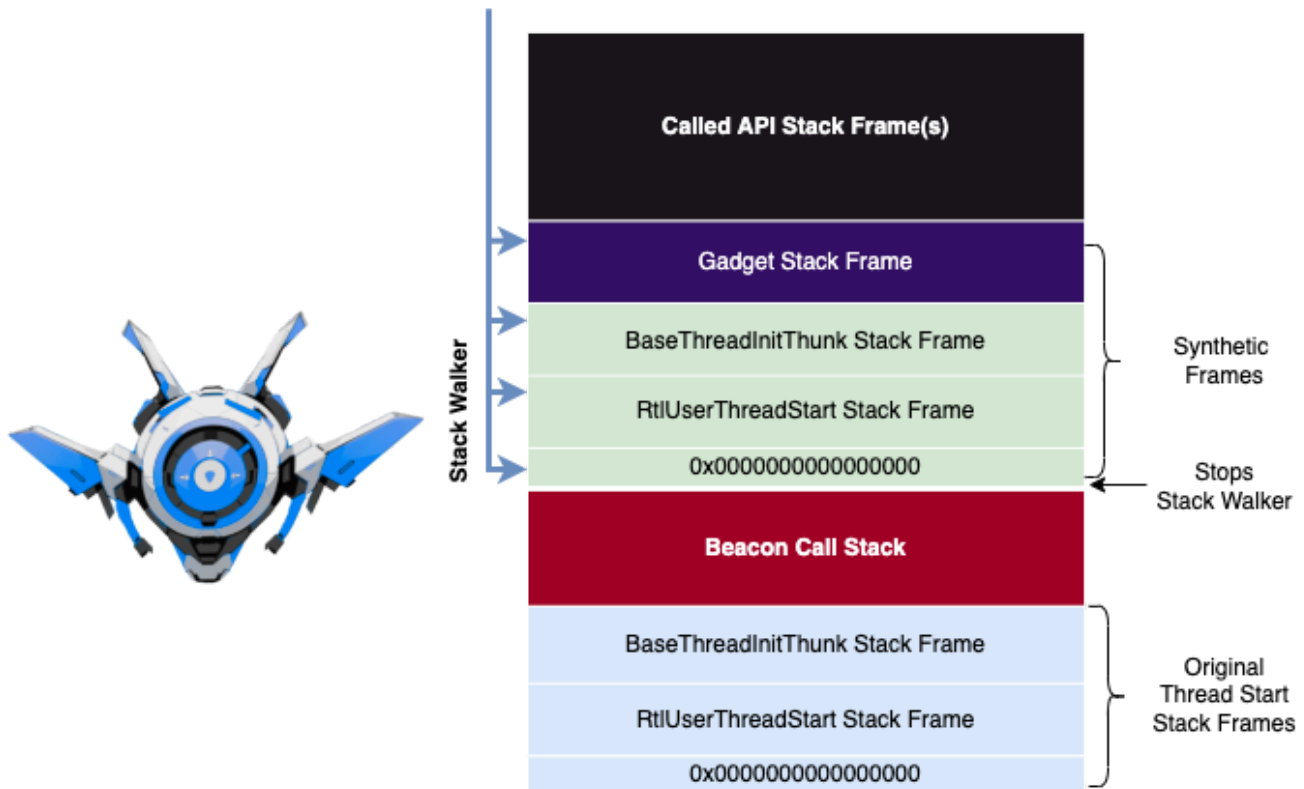 Called API Stack Frame(s)
Gadget Stack Frame
BaseThreadInitThunk Stack Frame
RtlUserThreadStart Stack Frame
0x0000000000000000
Stack Walker
Synthetic
Frames
Stops
Stack Walker
Beacon Call Stack
BaseThreadInitThunk Stack Frame
RtlUserThreadStart Stack Frame
0x0000000000000000
Original
Thread Start
Stack Frames